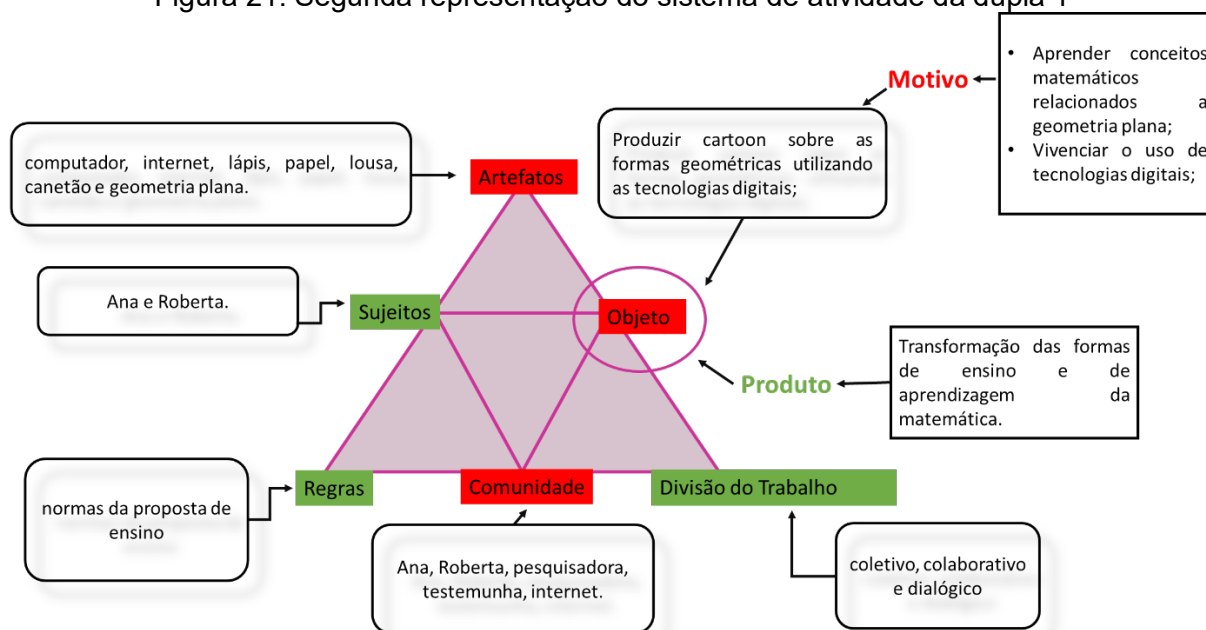 Figura 21: Segunda representação do sistema de atividade da dupla 1
Motivo
• Aprender conceitos
matemáticos
relacionados a
geometria plana;
• Vivenciar o uso de
tecnologias digitais;
Produzir cartoon sobre as
formas geométricas utilizando
as tecnologias digitais;
computador, internet, lápis, papel, lousa,
canetão e geometria plana.
Artefatos
Ana e Roberta.
Sujeitos
Objeto
Produto
Transformação das formas
de ensino e de
aprendizagem da
matemática.
Regras
Comunidade
Divisão do Trabalho
normas da proposta de
ensino
Ana, Roberta, pesquisadora,
testemunha, internet.
coletivo, colaborativo
e dialógico